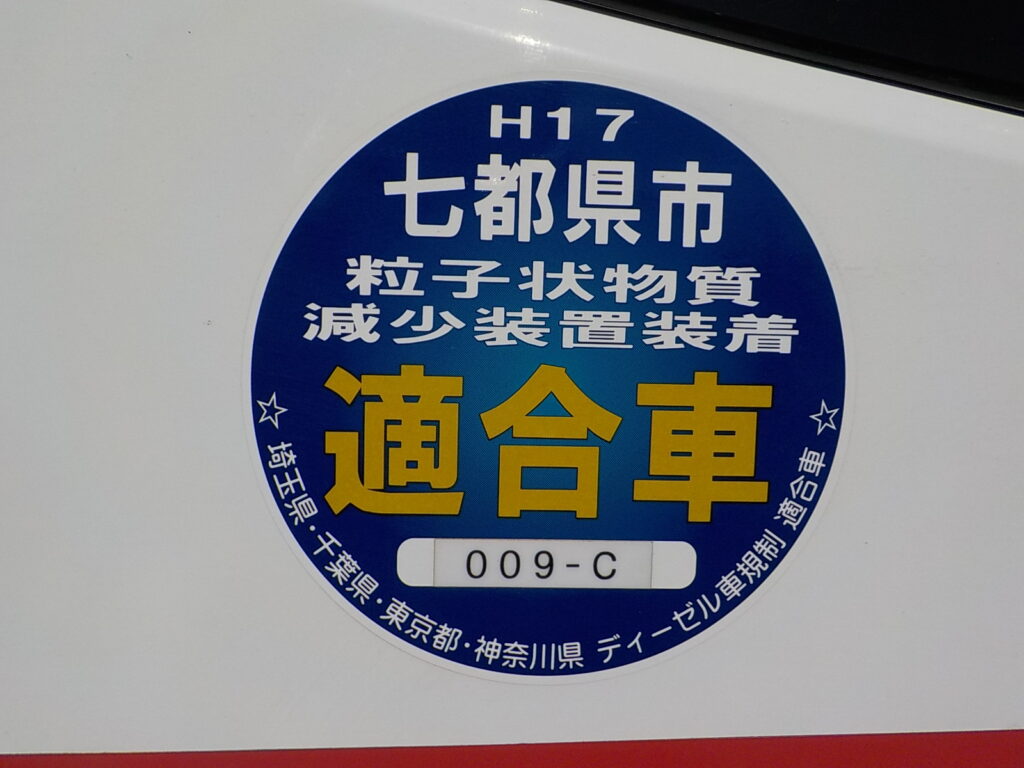 H17
七都県市
粒子状物質
減少装置装着
適合車
009-C
☆ 埼玉県・千葉県・東京都・神奈川県 ディーゼル車規制 適合車 ☆